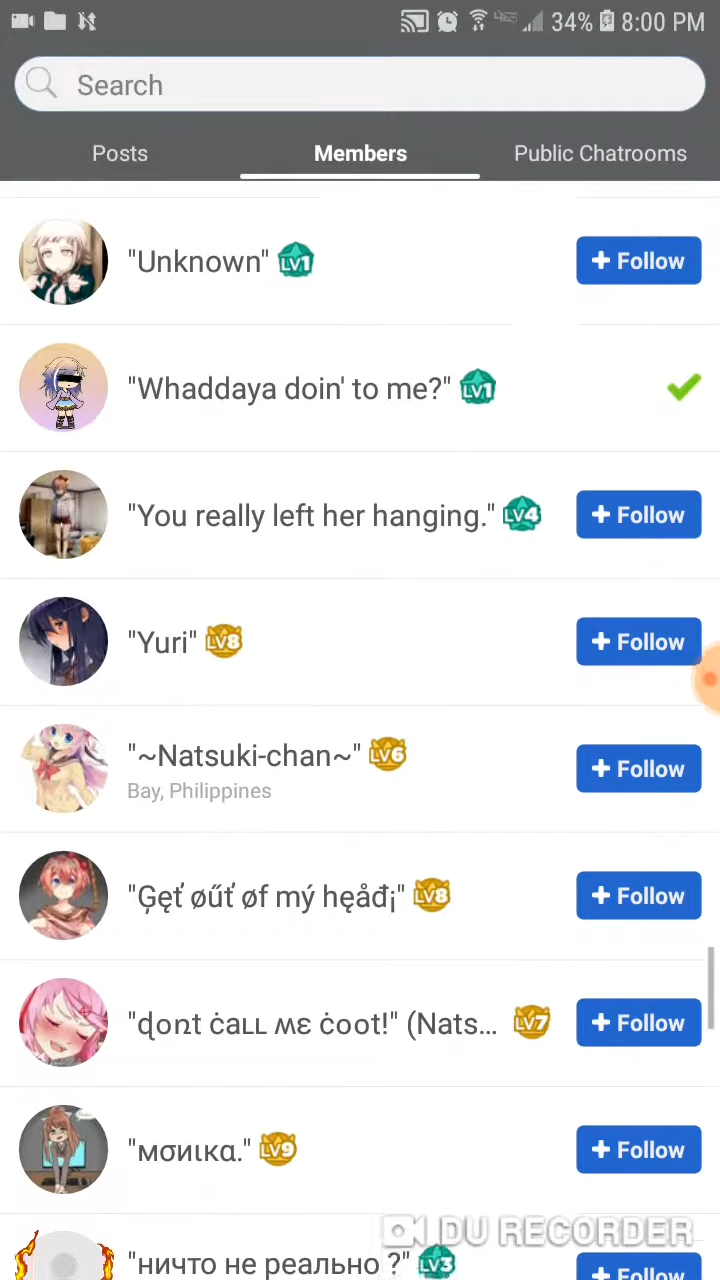 34% 8:00 PM
Search
Posts Members Public Chatrooms
"Unknown" LV1 + Follow
"Whaddaya doin' to me?" LV1
"You really left her hanging." LV4 + Follow
"Yuri" LV8 + Follow
"~Natsuki-chan~" LV6 + Follow
Bay, Philippines
"Ģęť øűť øf mý hęåđ¡" LV8 + Follow
"ɖoռt ċaʟʟ ʍɛ ċoot!" (Nats... LV7 + Follow
"мσиιкα." LV9 + Follow
DU RECORDER
"ничто не реально ?" LV3 + Follow